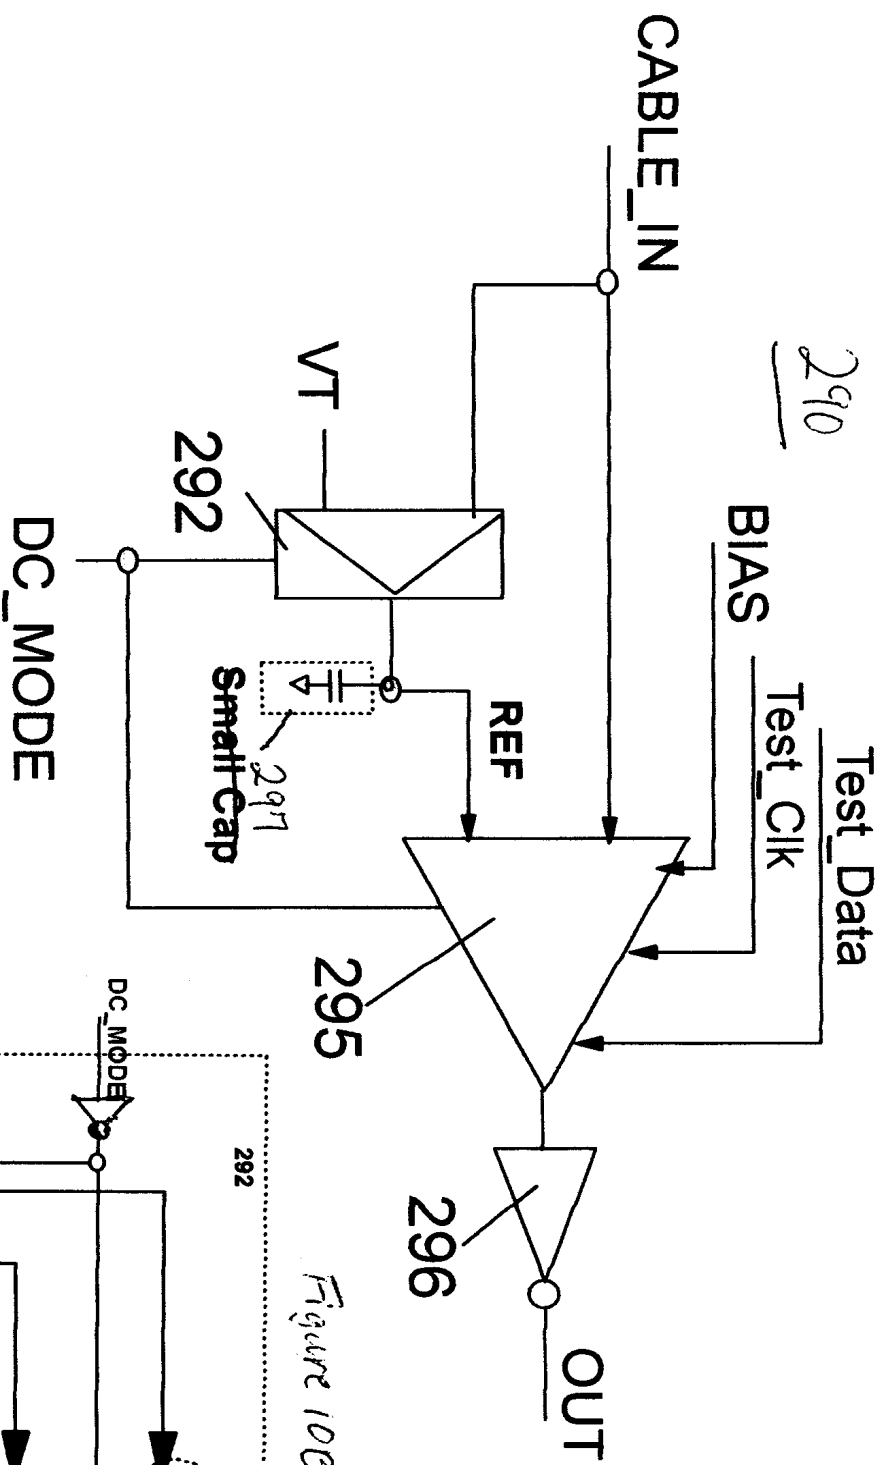 290
Test_Data
Test_Clk
BIAS
CABLE_IN
REF
OUT
VT
292
Small Cap
297
295
296
DC_MODE
DC_MODE
292